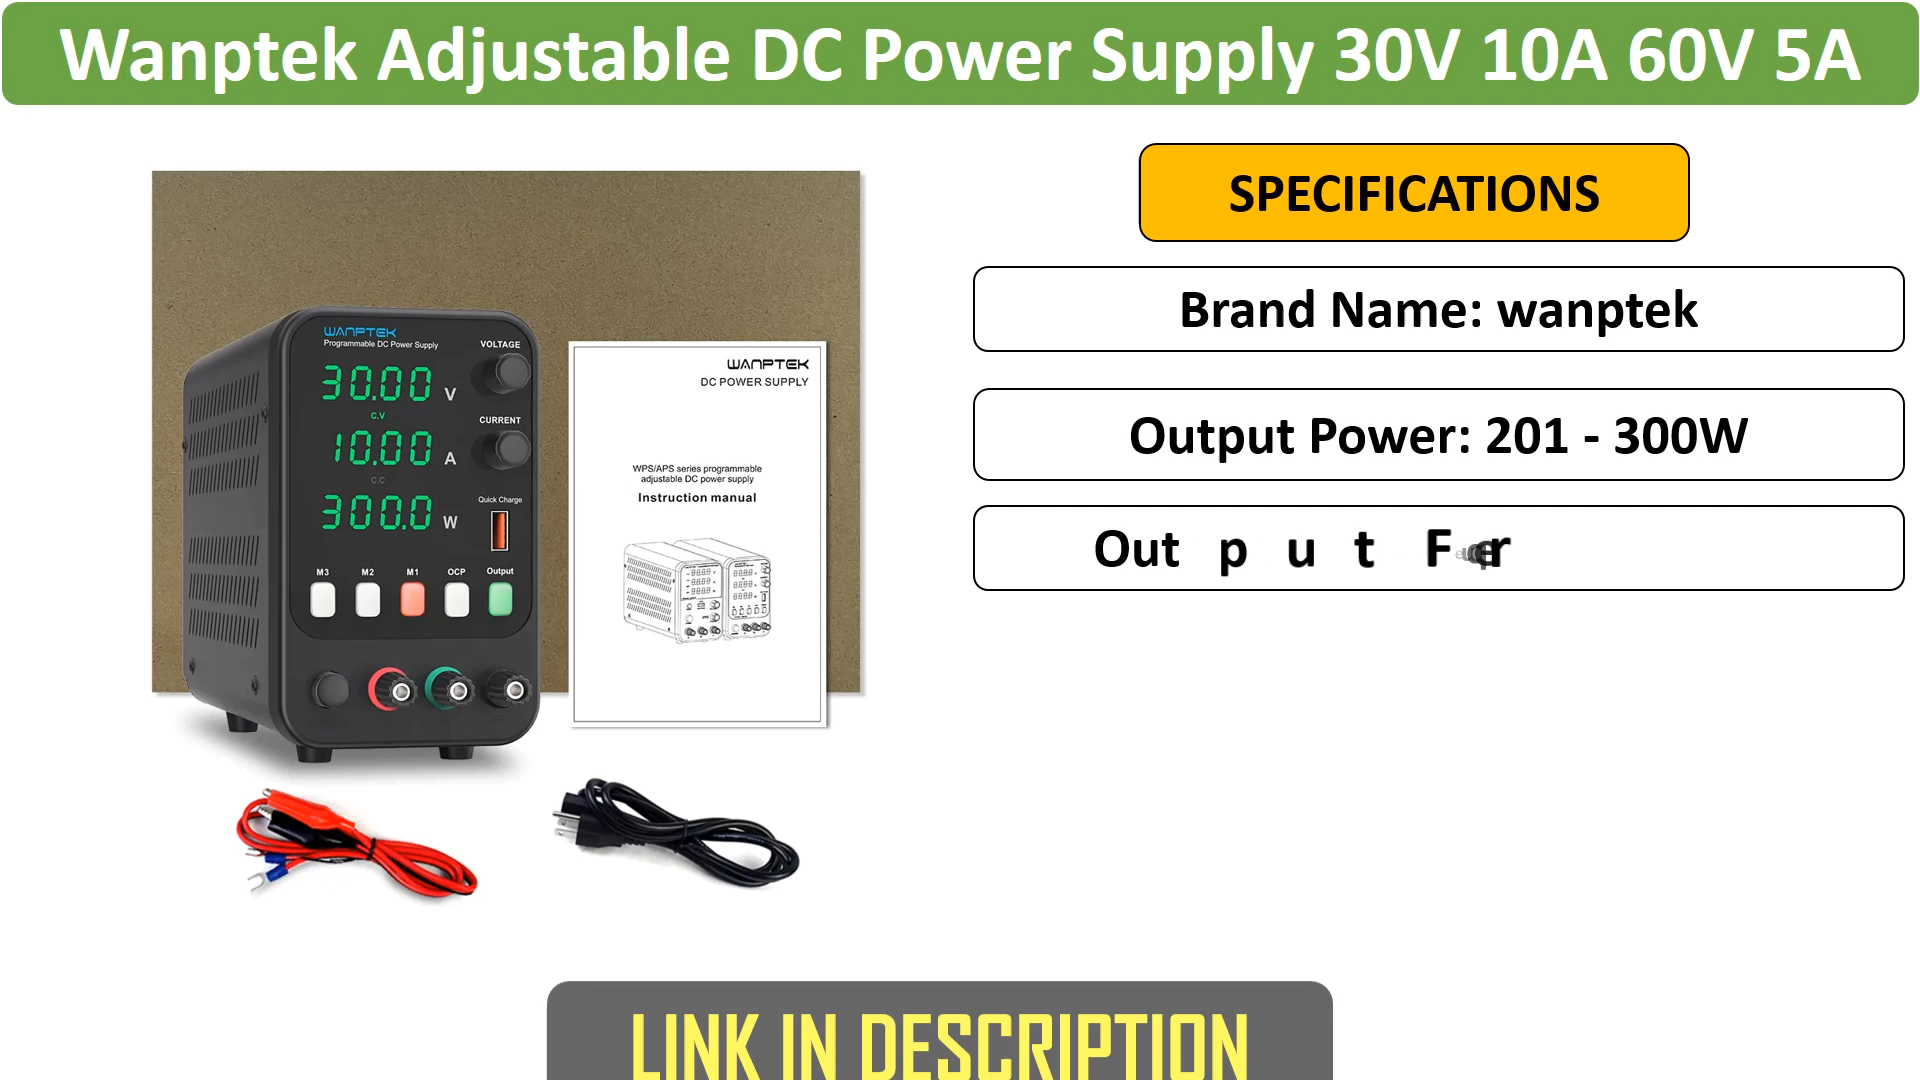 Wanptek Adjustable DC Power Supply 30V 10A 60V 5A
SPECIFICATIONS
Brand Name: wanptek
Output Power: 201 - 300W
Output
WANPTEK
Programmable DC Power Supply
VOLTAGE
30.00 V
C.V
CURRENT
10.00 A
C.C
Quick Charge
300.0 W
M3 M2 M1 OCP Output
WANPTEK
DC POWER SUPPLY
WPS/APS series programmable
adjustable DC power supply
Instruction manual
LINK IN DESCRIPTION